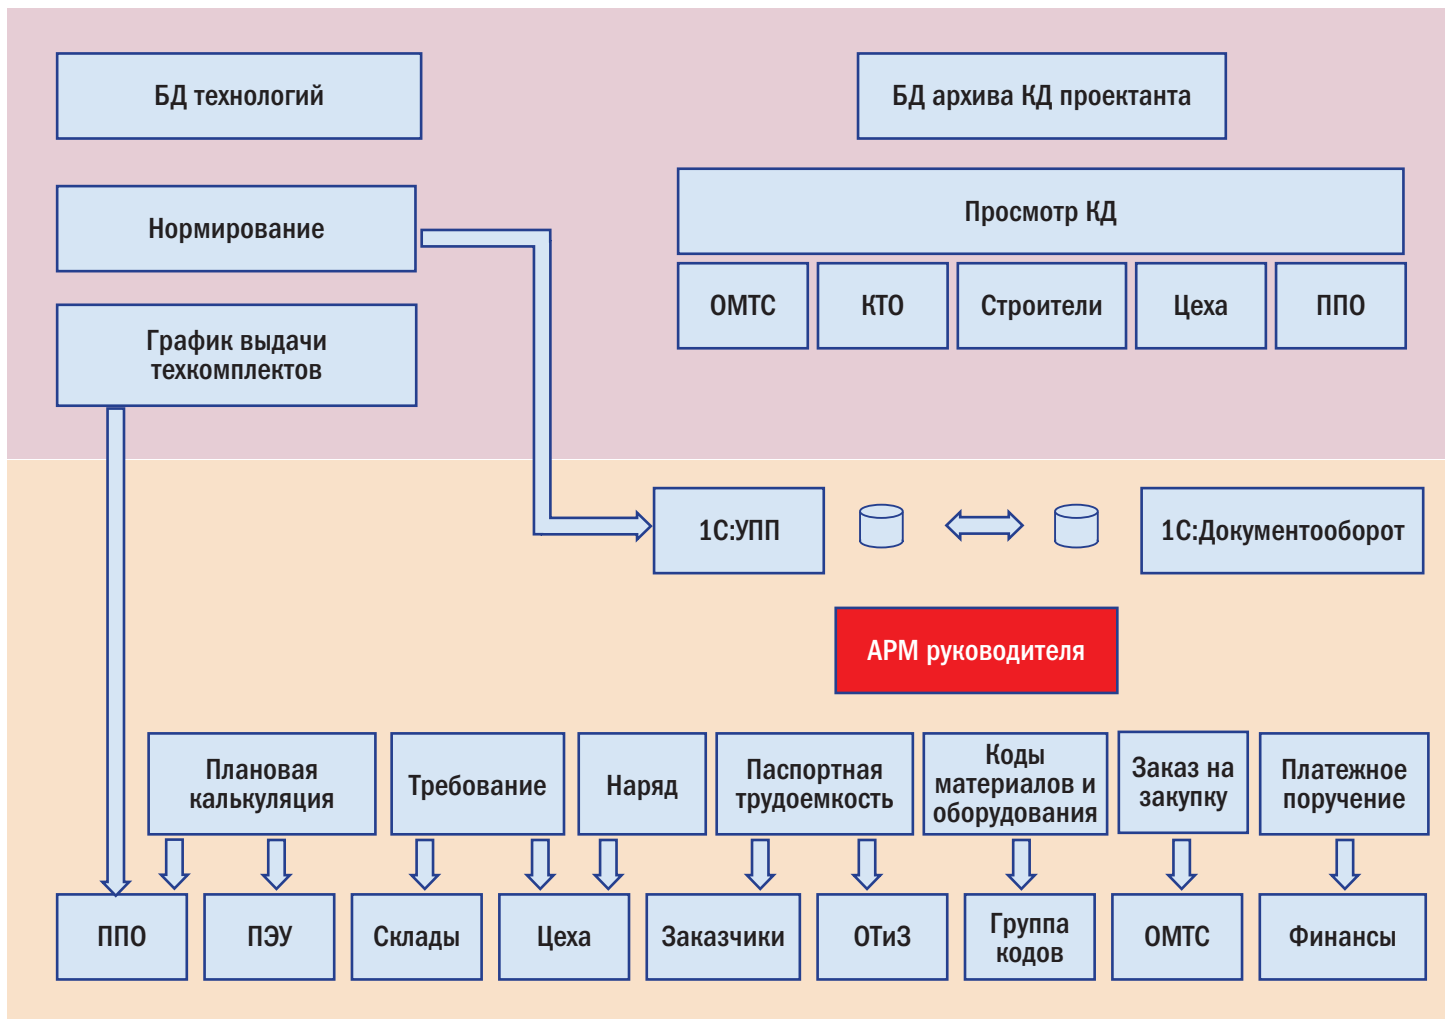 БД технологий
БД архива КД проектанта
Нормирование
Просмотр КД
ОМТС
КТО
Строители
Цеха
ППО
График выдачи
техкомплектов
1С:УПП
1С:Документооборот
АРМ руководителя
Плановая
калькуляция
Требование
Наряд
Паспортная
трудоемкость
Коды
материалов и
оборудования
Заказ на
закупку
Платежное
поручение
ППО
ПЭУ
Склады
Цеха
Заказчики
ОТиЗ
Группа
кодов
ОМТС
Финансы